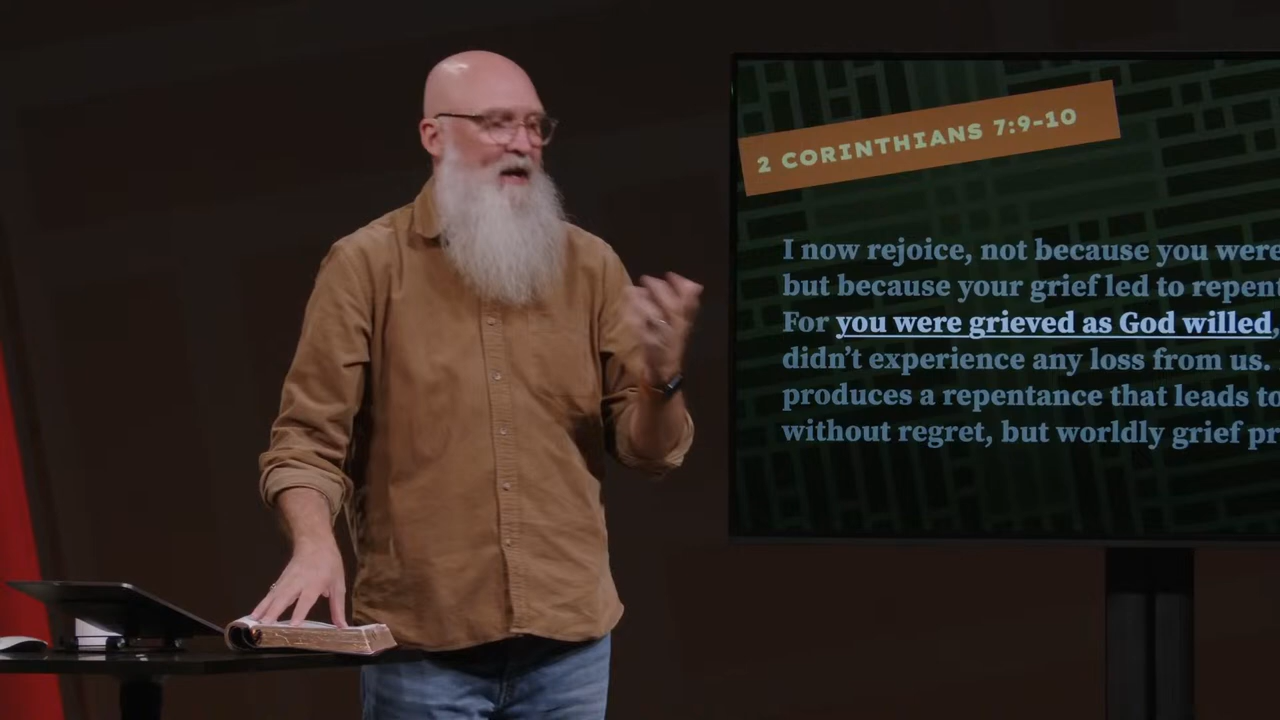 2 CORINTHIANS 7:9-10
I now rejoice, not because you were
but because your grief led to repent
For you were grieved as God willed,
didn't experience any loss from us.
produces a repentance that leads to
without regret, but worldly grief pr